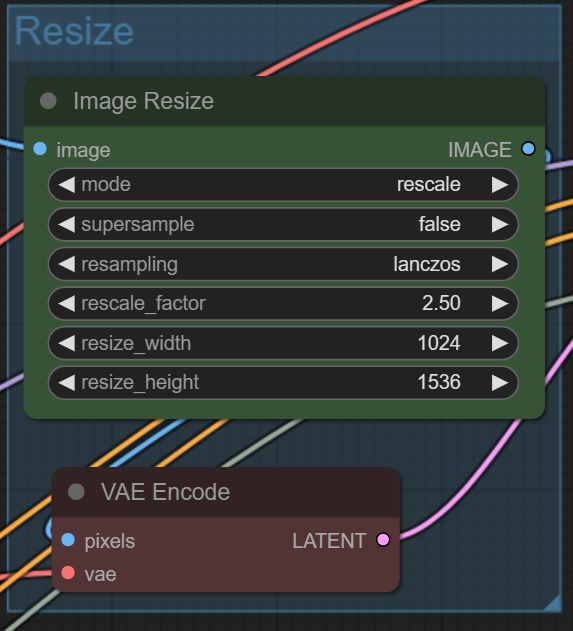 Resize
Image Resize
image IMAGE
mode rescale
supersample false
resampling lanczos
rescale_factor 2.50
resize_width 1024
resize_height 1536
VAE Encode
pixels LATENT
vae